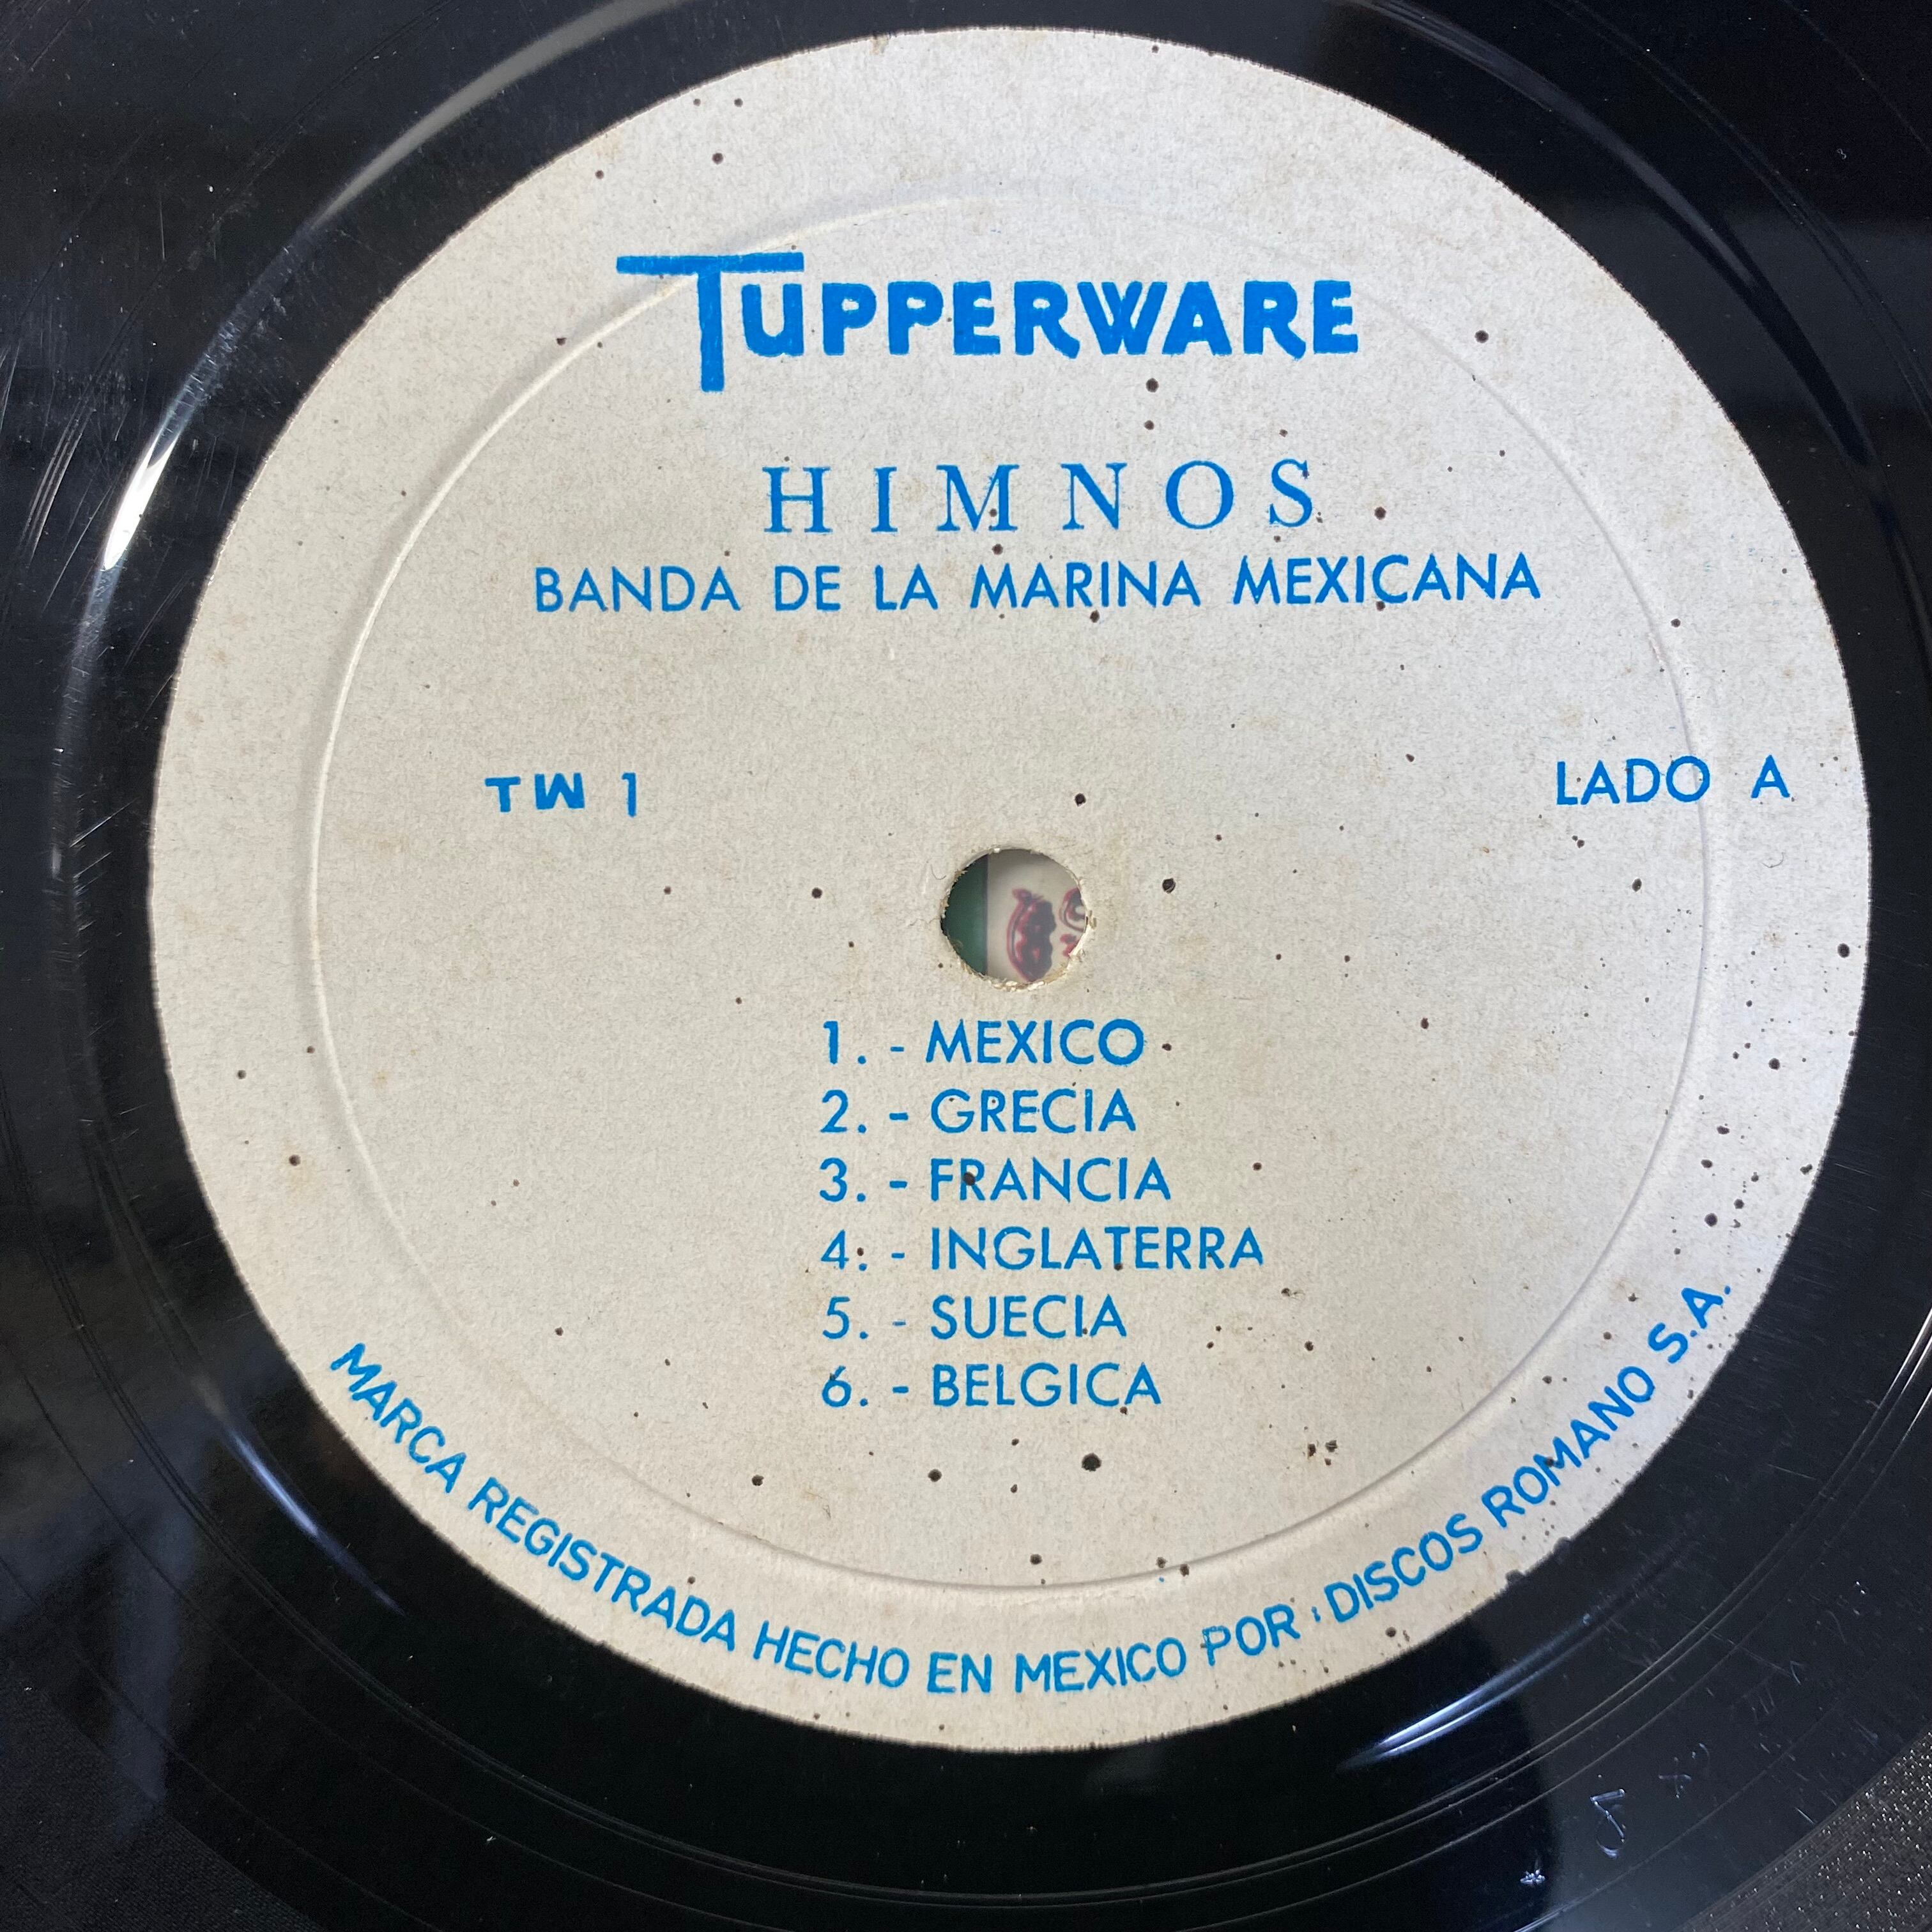 TUPPERWARE
HIMNOS
BANDA DE LA MARINA MEXICANA
TW 1
LADO A
1. - MEXICO
2. - GRECIA
3. - FRANCIA
4. - INGLATERRA
5. - SUECIA
6. - BELGICA
MARCA REGISTRADA HECHO EN MEXICO POR: DISCOS ROMANO S.A.